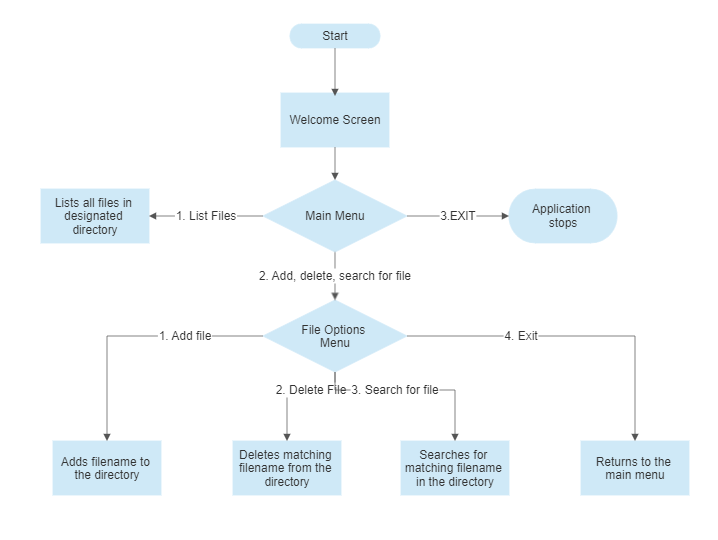 Start
Welcome Screen
Lists all files in
designated
directory
1. List Files
Main Menu
3.EXIT
Application
stops
2. Add, delete, search for file
1. Add file
File Options
Menu
4. Exit
2. Delete File
3. Search for file
Adds filename to
the directory
Deletes matching
filename from the
directory
Searches for
matching filename
in the directory
Returns to the
main menu